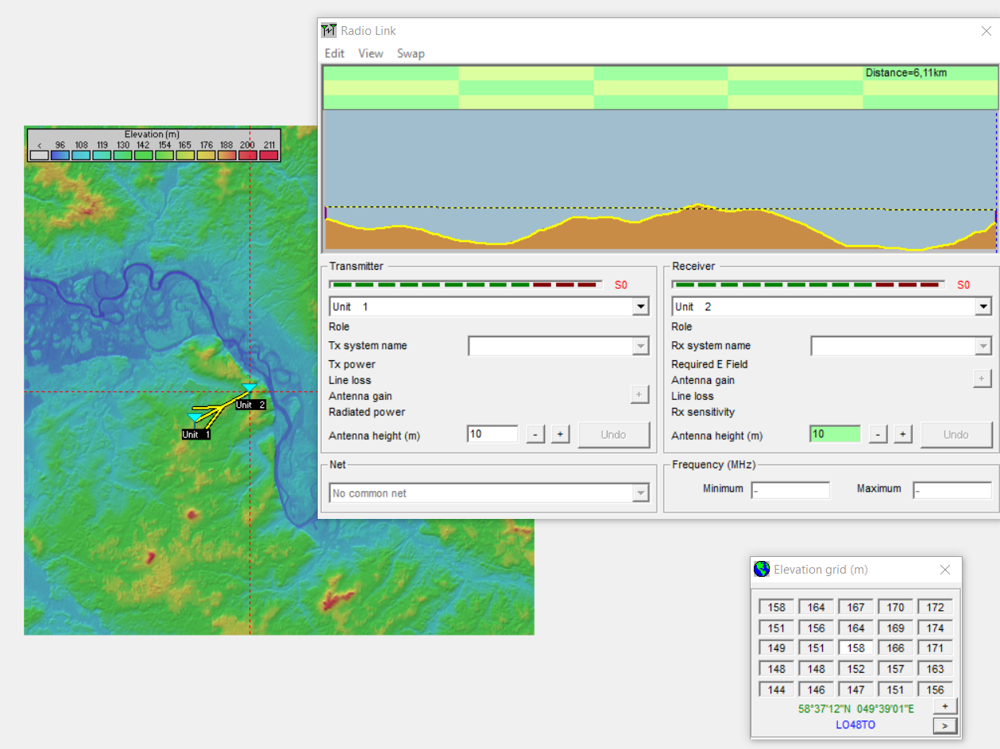 Radio Link
Edit View Swap
Distance=6,11km
Elevation (m)
< 96 108 119 130 142 154 165 176 188 200 211
Unit 2
Unit 1
Transmitter
S0
Unit 1
Role
Tx system name
Tx power
Line loss
Antenna gain
+
Radiated power
Antenna height (m) 10 - + Undo
Net
No common net
Receiver
S0
Unit 2
Role
Rx system name
Required E Field
Antenna gain
+
Line loss
Rx sensitivity
Antenna height (m) 10 - + Undo
Frequency (MHz)
Minimum - Maximum -
Elevation grid (m)
158 164 167 170 172
151 156 164 169 174
149 151 158 166 171
148 148 152 157 163
144 146 147 151 156
58°37'12"N 049°39'01"E +
LO48TO >